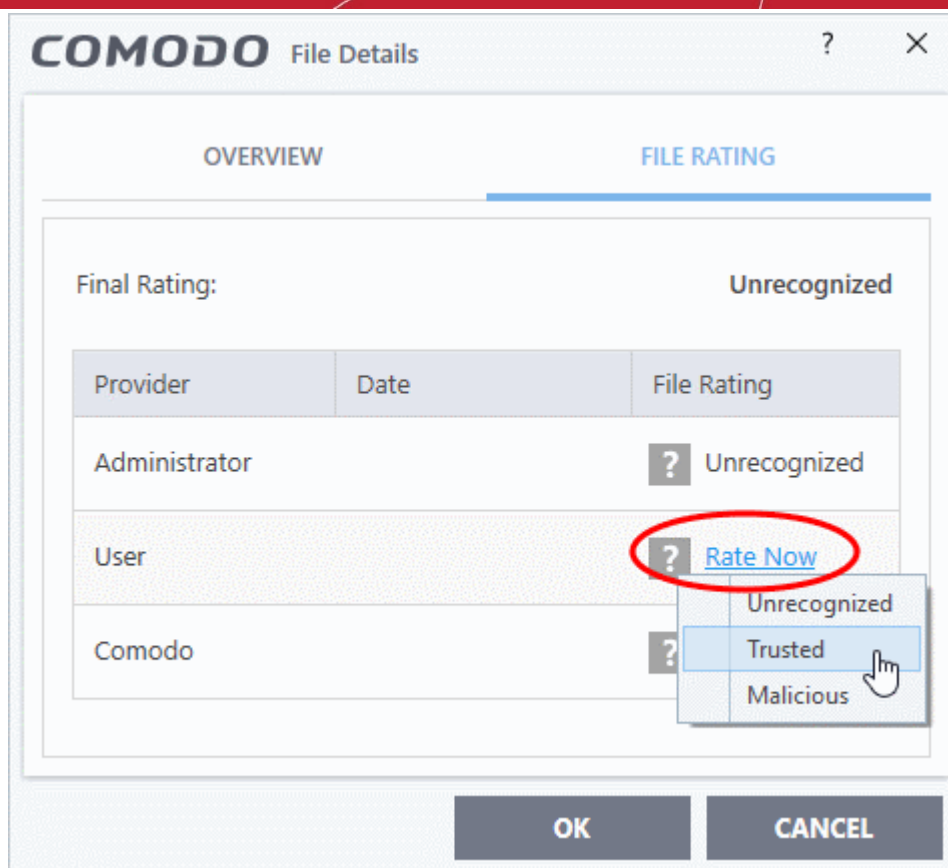 COMODO File Details ? ×
OVERVIEW FILE RATING
Final Rating: Unrecognized
Provider Date File Rating
Administrator ? Unrecognized
User ? Rate Now
Unrecognized
Comodo ? Trusted
Malicious
OK CANCEL